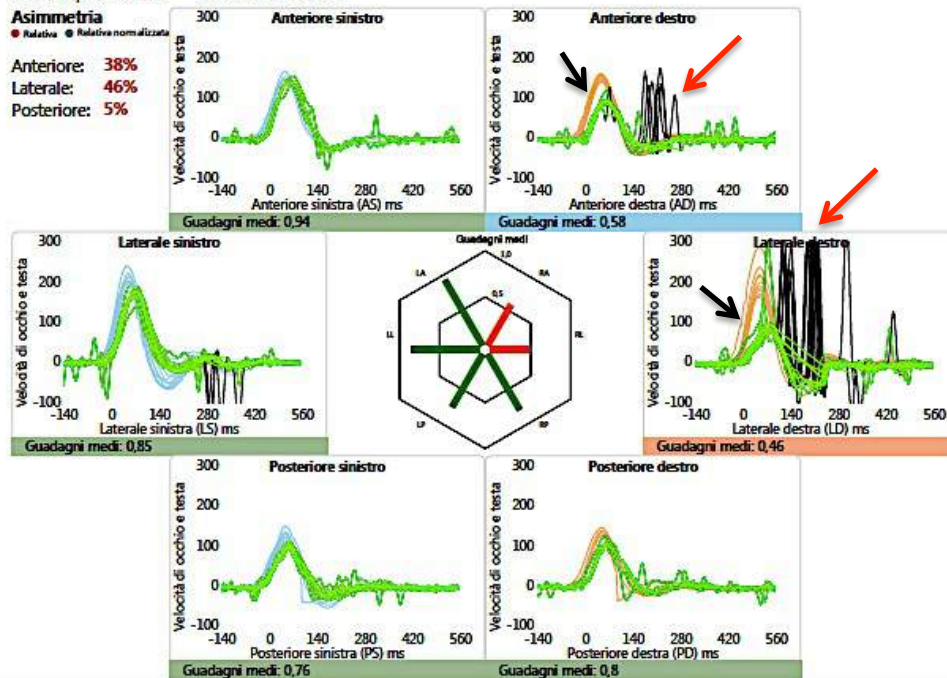 Asimmetria
Relativa Relativa normalizzata
Anteriore: 38%
Laterale: 46%
Posteriore: 5%
Anteriore sinistro
Velocità di occhio e testa
300
200
100
0
-100
-140 0 140 280 420 560
Anteriore sinistra (AS) ms
Guadagni medi: 0,94
Anteriore destro
Velocità di occhio e testa
300
200
100
0
-100
-140 0 140 280 420 560
Anteriore destra (AD) ms
Guadagni medi: 0,58
Laterale sinistro
Velocità di occhio e testa
300
200
100
0
-100
-140 0 140 280 420 560
Laterale sinistra (LS) ms
Guadagni medi: 0,85
Guadagni medi
1,0
0,5
LA
RA
LL
RL
LP
RP
Laterale destro
Velocità di occhio e testa
300
200
100
0
-100
-140 0 140 280 420 560
Laterale destra (LD) ms
Guadagni medi: 0,46
Posteriore sinistro
Velocità di occhio e testa
300
200
100
0
-100
-140 0 140 280 420 560
Posteriore sinistra (PS) ms
Guadagni medi: 0,76
Posteriore destro
Velocità di occhio e testa
300
200
100
0
-100
-140 0 140 280 420 560
Posteriore destra (PD) ms
Guadagni medi: 0,8